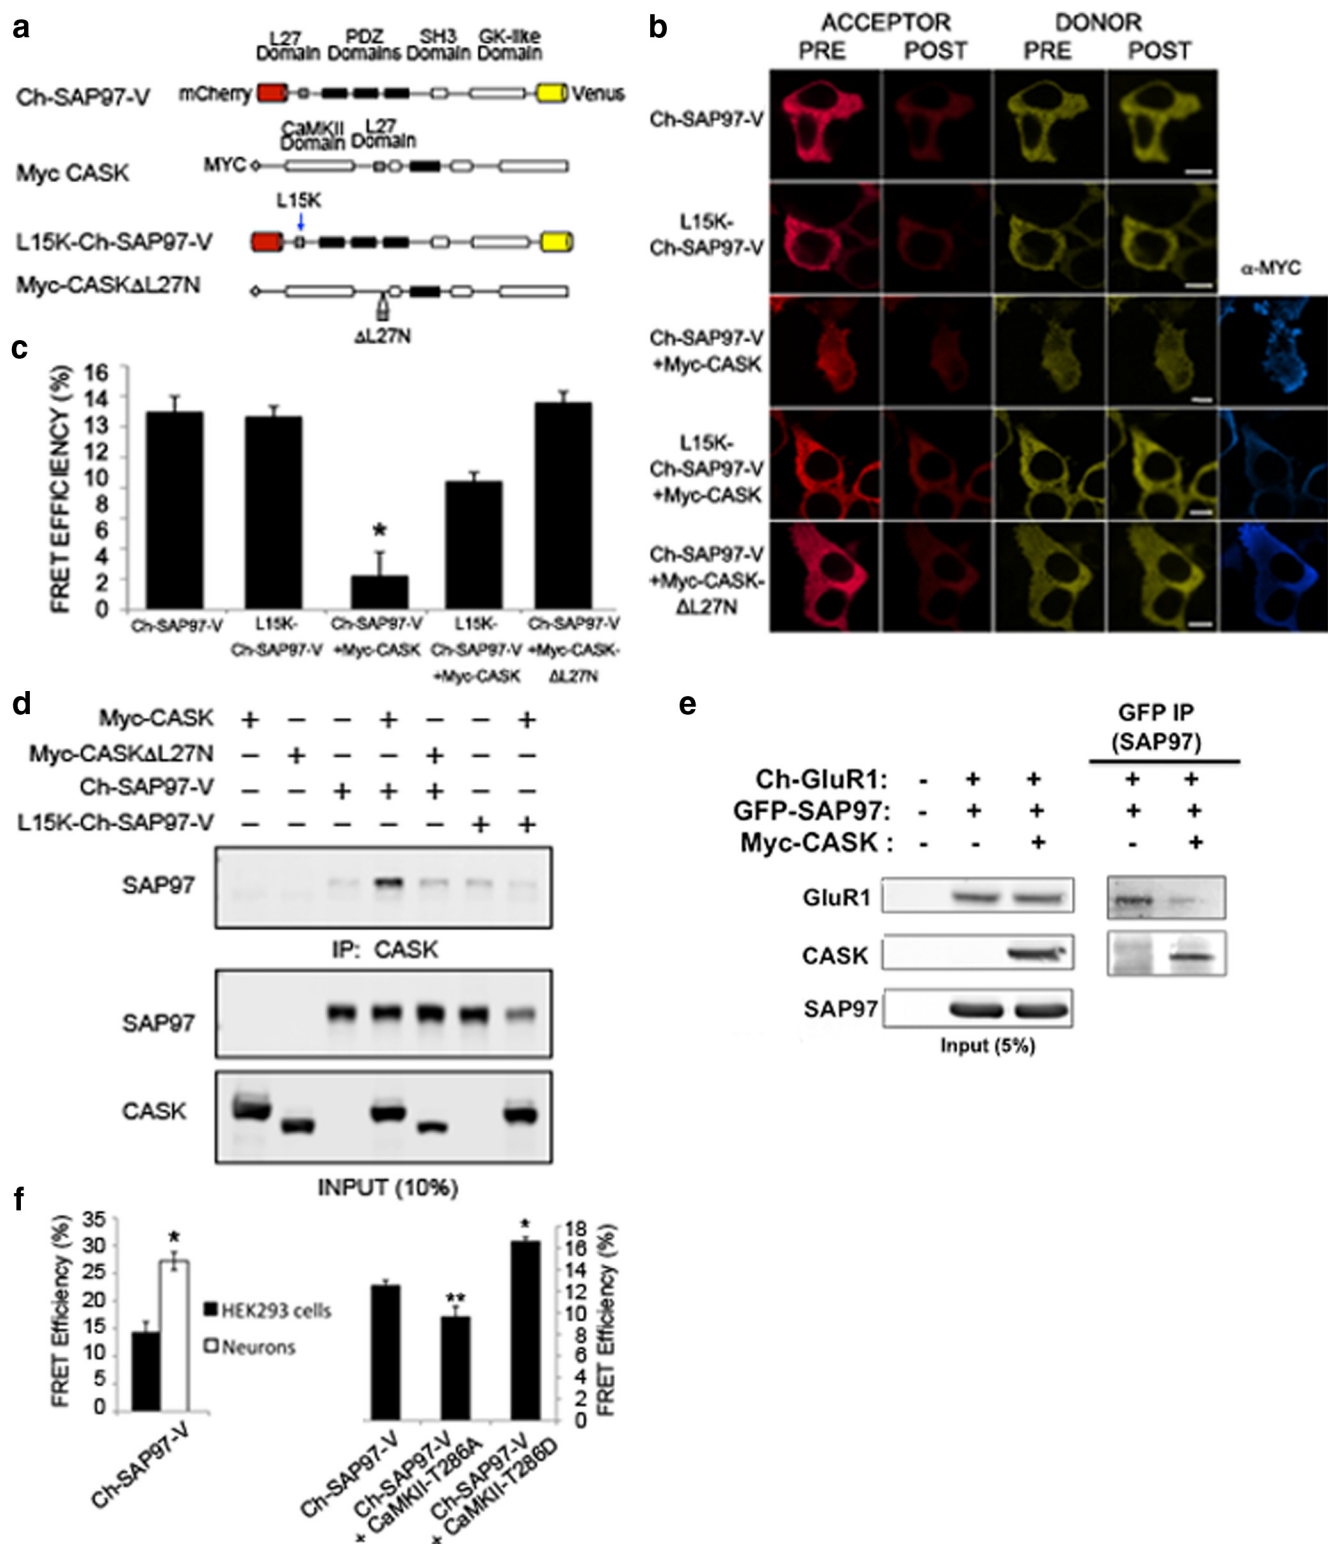 a
L27 Domain
PDZ Domains
SH3 Domain
GK-like Domain
Ch-SAP97-V
mCherry
Venus
CaMKII Domain
L27 Domain
Myc CASK
MYC
L15K
L15K-Ch-SAP97-V
Myc-CASKΔL27N
ΔL27N
b
ACCEPTOR
DONOR
PRE
POST
PRE
POST
Ch-SAP97-V
L15K-
Ch-SAP97-V
α-MYC
Ch-SAP97-V
+Myc-CASK
L15K-
Ch-SAP97-V
+Myc-CASK
Ch-SAP97-V
+Myc-CASK-
ΔL27N
c
FRET EFFICIENCY (%)
16
14
13
12
10
8
6
4
2
0
*
Ch-SAP97-V
L15K-
Ch-SAP97-V
Ch-SAP97-V
+Myc-CASK
L15K-
Ch-SAP97-V
+Myc-CASK
Ch-SAP97-V
+Myc-CASK-
ΔL27N
d
Myc-CASK + − − + − − +
Myc-CASKΔL27N − + − − + − −
Ch-SAP97-V − − + + + − −
L15K-Ch-SAP97-V − − − − − + +
SAP97
IP: CASK
SAP97
CASK
INPUT (10%)
e
GFP IP
(SAP97)
Ch-GluR1: - + + + +
GFP-SAP97: - + + + +
Myc-CASK : - - + - +
GluR1
CASK
SAP97
Input (5%)
f
FRET Efficiency (%)
35
30
25
20
15
10
5
0
*
HEK293 cells
Neurons
Ch-SAP97-V
**
*
18
16
14
12
10
8
6
4
2
0
FRET Efficiency (%)
Ch-SAP97-V
Ch-SAP97-V
+ CaMKII-T286A
Ch-SAP97-V
+ CaMKII-T286D